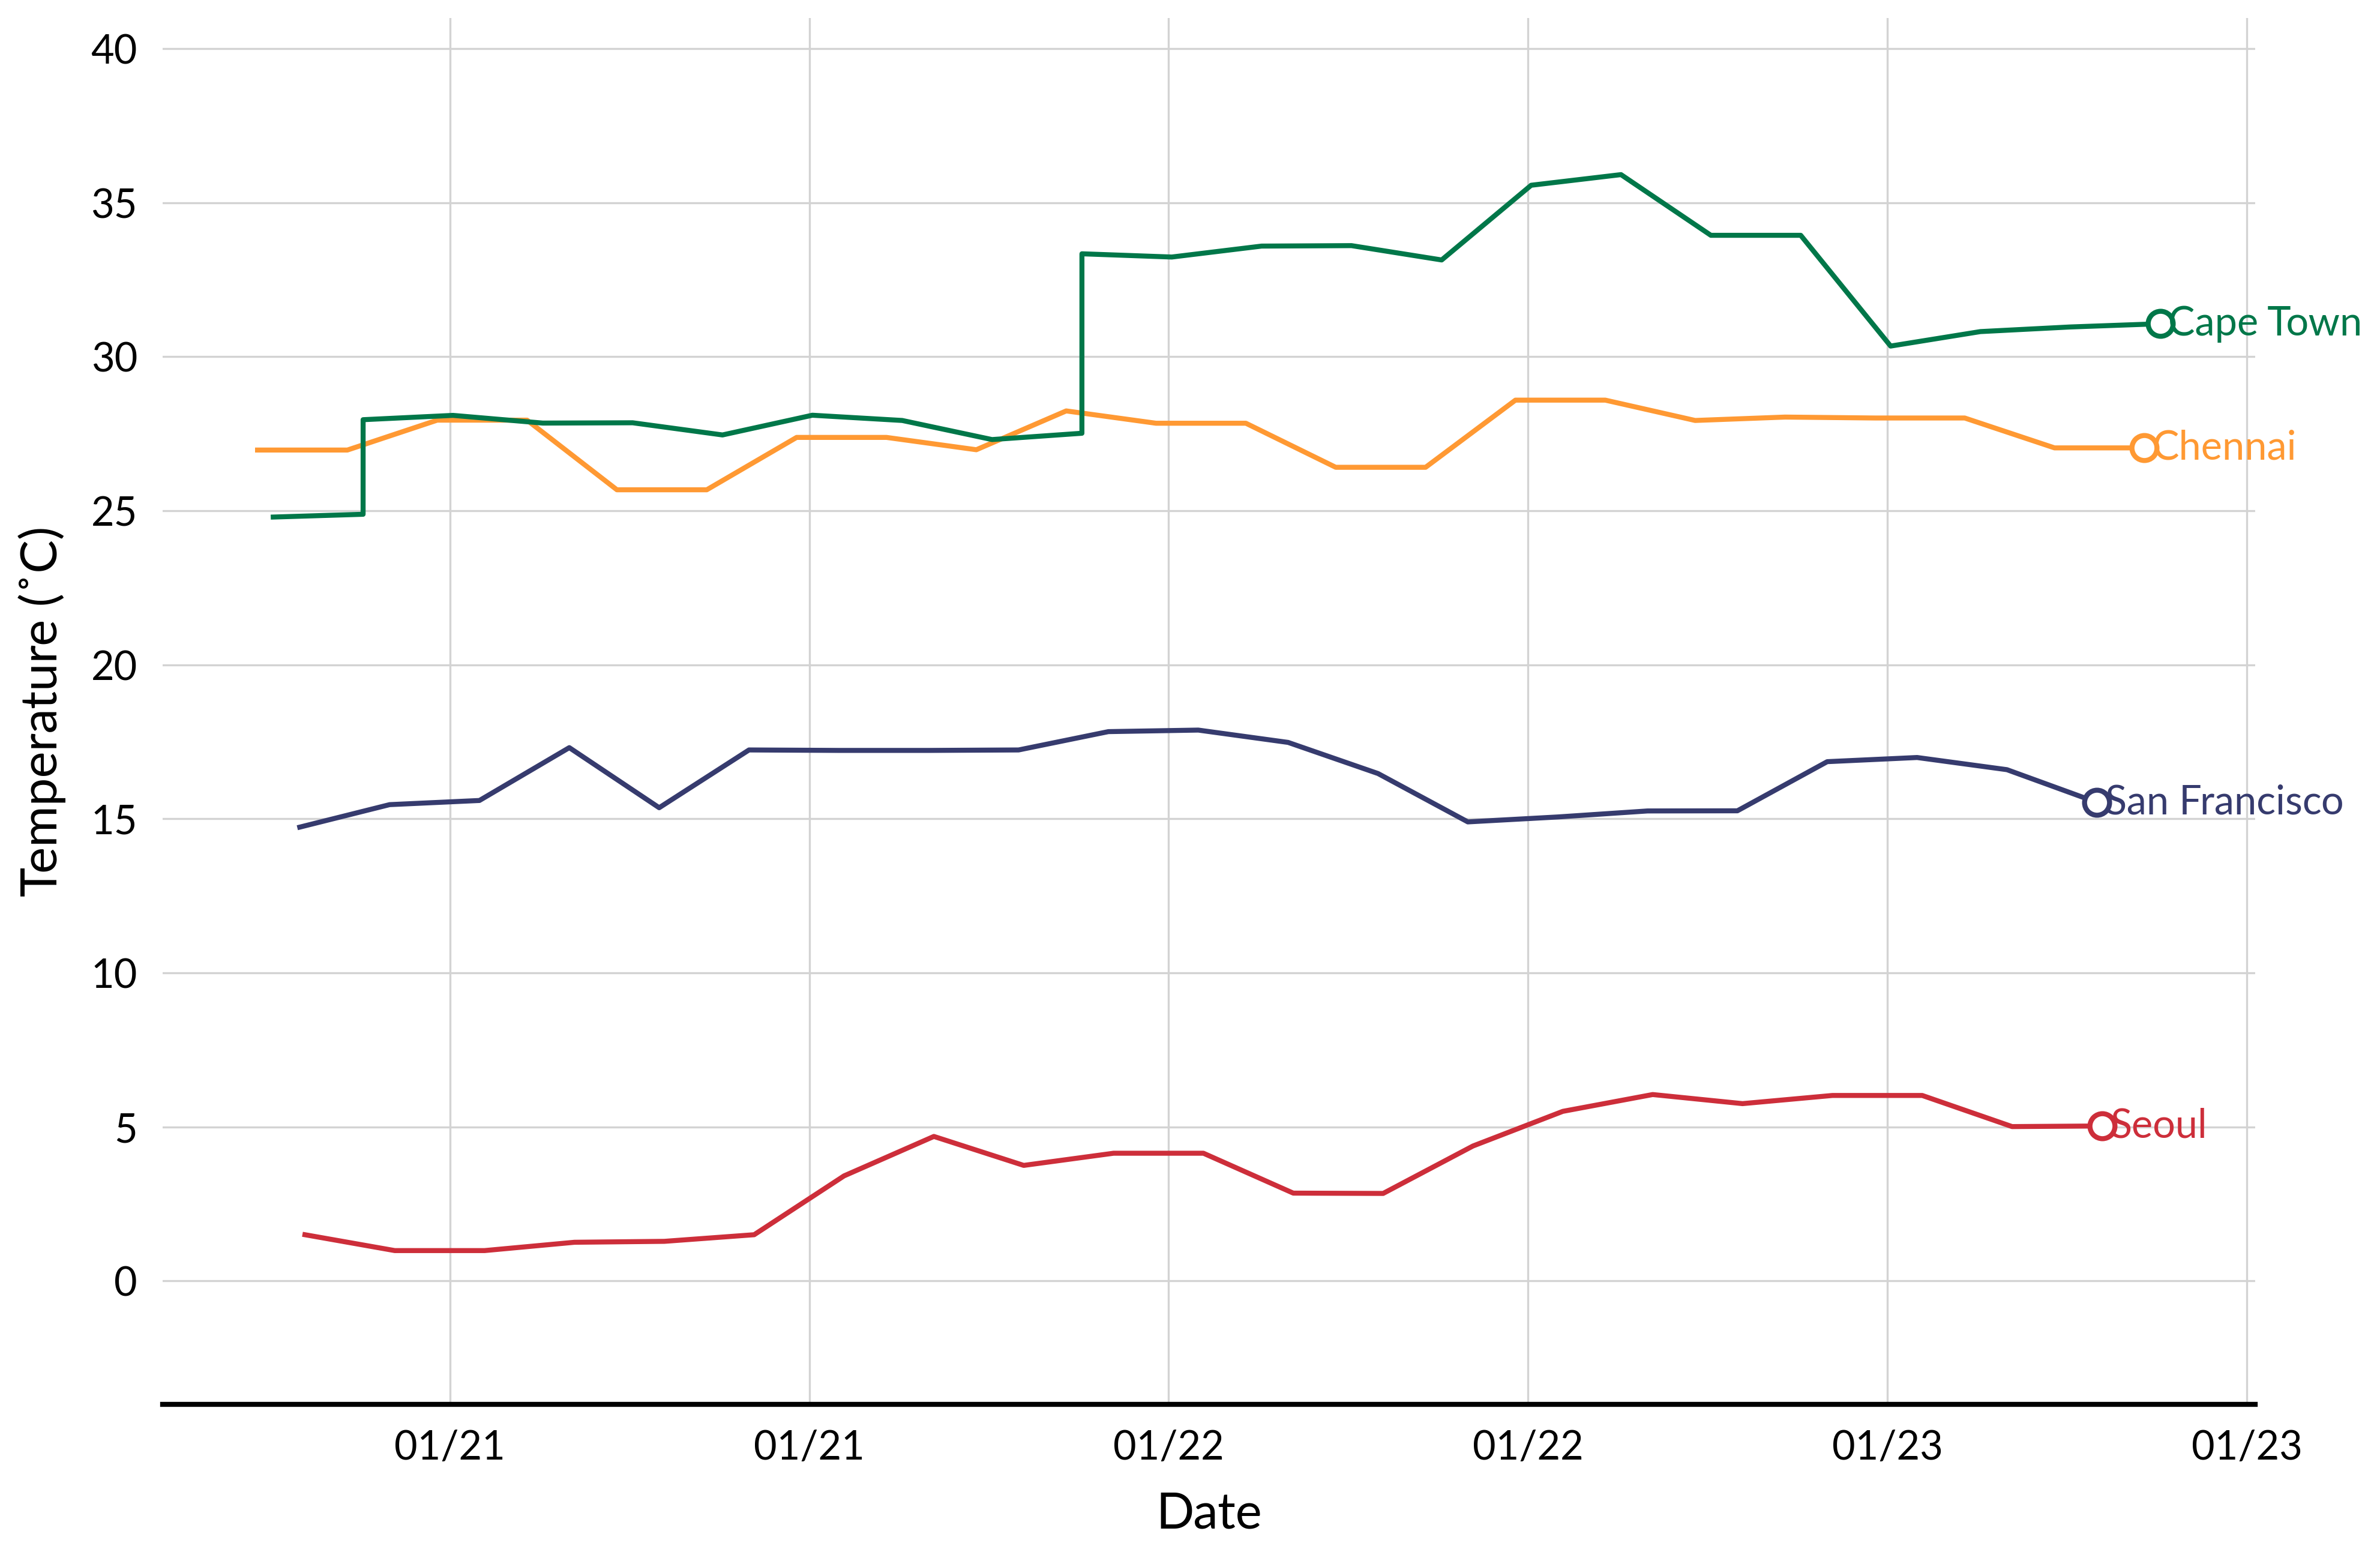 40
35
30
25
20
15
10
5
0
Temperature (°C)
Cape Town
Chennai
San Francisco
Seoul
01/21 01/21 01/22 01/22 01/23 01/23
Date